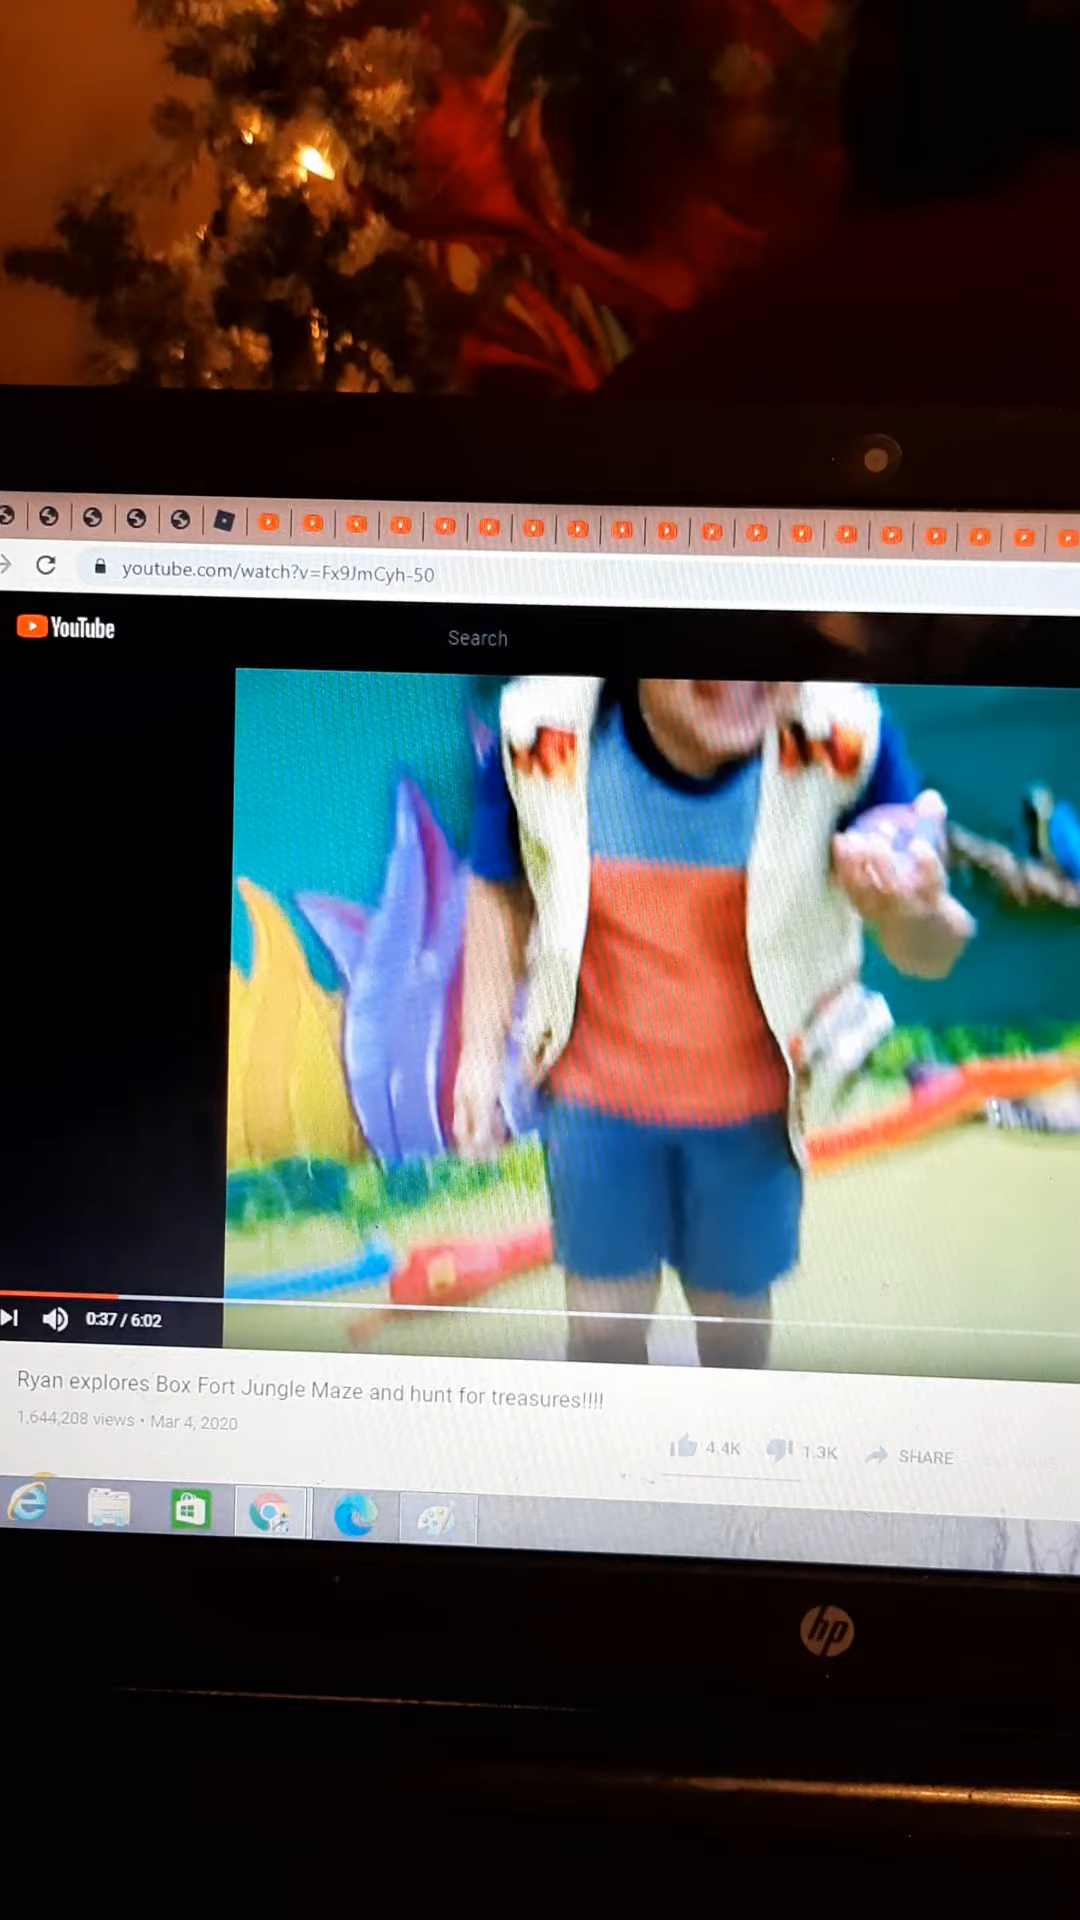 youtube.com/watch?v=Fx9JmCyh-50
YouTube
Search
0:37 / 6:02
Ryan explores Box Fort Jungle Maze and hunt for treasures!!!!
1,644,208 views • Mar 4, 2020
4.4K 1.3K SHARE
hp